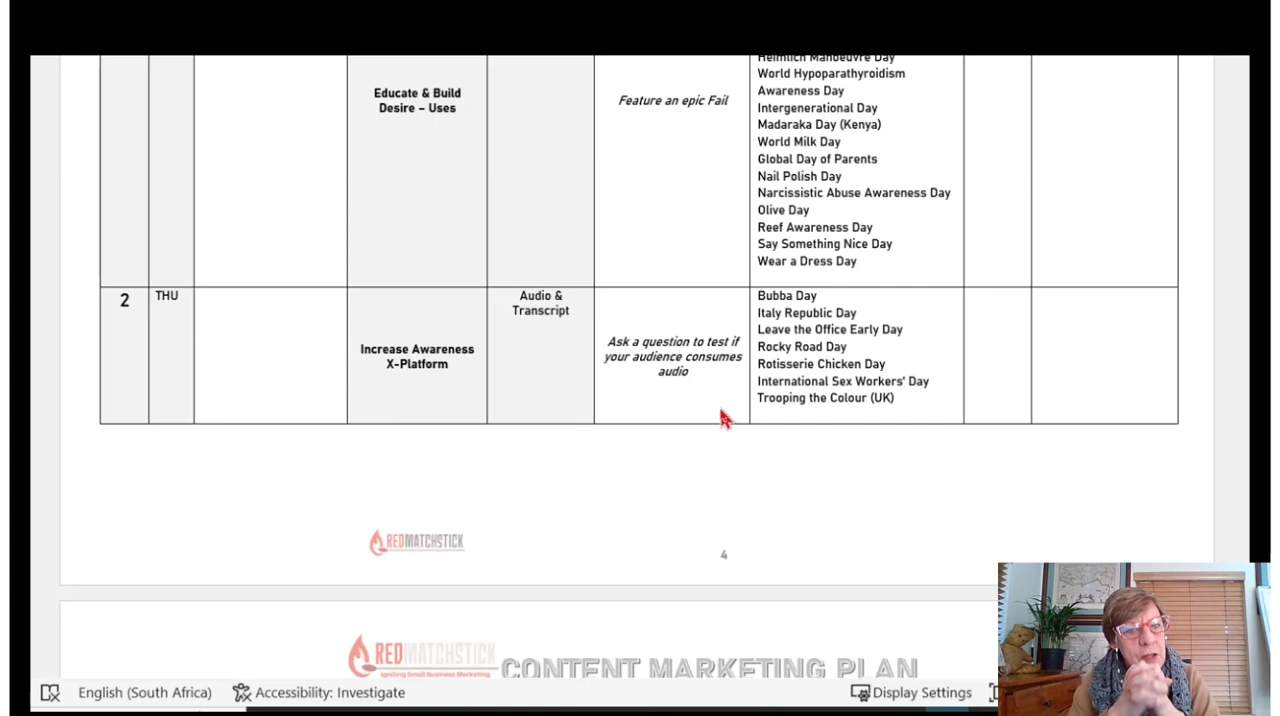 Heimlich Manoeuvre Day
Educate & Build
Desire – Uses
Feature an epic Fail
World Hypoparathyroidism
Awareness Day
Intergenerational Day
Madaraka Day (Kenya)
World Milk Day
Global Day of Parents
Nail Polish Day
Narcissistic Abuse Awareness Day
Olive Day
Reef Awareness Day
Say Something Nice Day
Wear a Dress Day
2
THU
Increase Awareness
X-Platform
Audio &
Transcript
Ask a question to test if
your audience consumes
audio
Bubba Day
Italy Republic Day
Leave the Office Early Day
Rocky Road Day
Rotisserie Chicken Day
International Sex Workers' Day
Trooping the Colour (UK)
REDMATCHSTICK
4
REDMATCHSTICK
Igniting Small Business Marketing
CONTENT MARKETING PLAN
English (South Africa)
Accessibility: Investigate
Display Settings